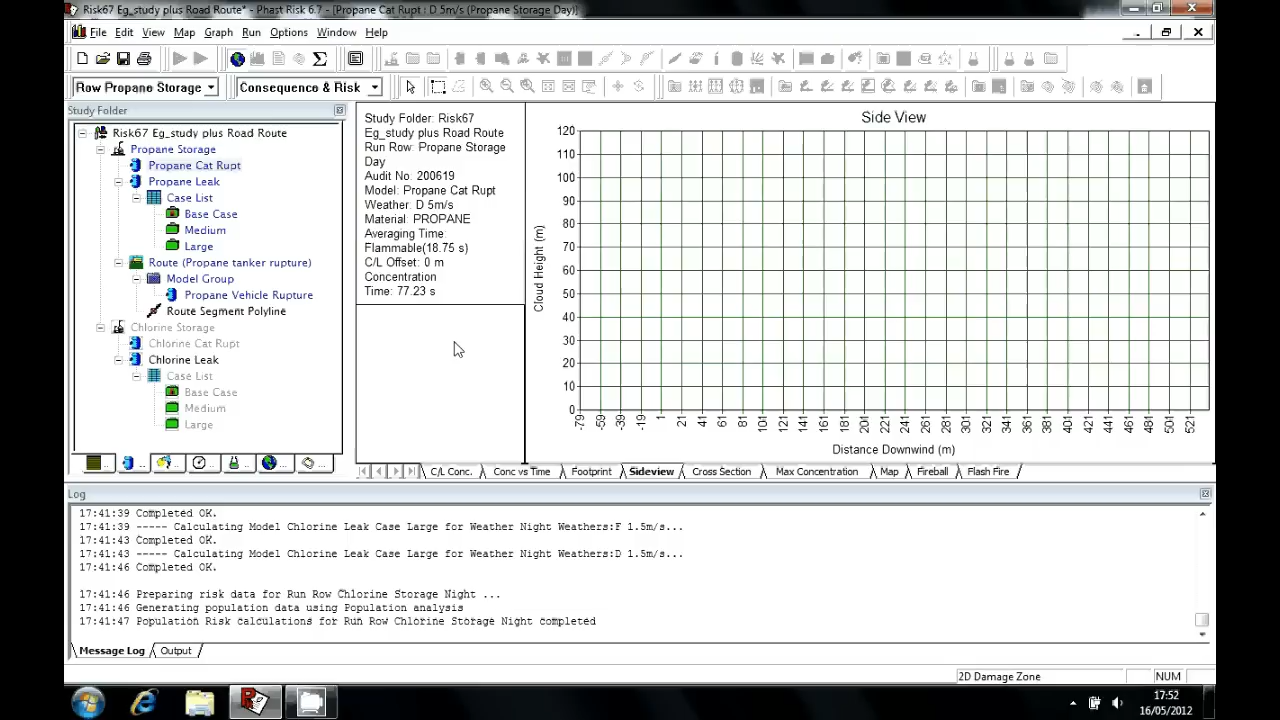 Risk67 Eg_study plus Road Route* - Phast Risk 6.7 - [Propane Cat Rupt : D 5m/s (Propane Storage Day)]
File Edit View Map Graph Run Options Window Help
Row Propane Storage Consequence & Risk
Study Folder
Risk67 Eg_study plus Road Route
Propane Storage
Propane Cat Rupt
Propane Leak
Case List
Base Case
Medium
Large
Route (Propane tanker rupture)
Model Group
Propane Vehicle Rupture
Route Segment Polyline
Chlorine Storage
Chlorine Cat Rupt
Chlorine Leak
Case List
Base Case
Medium
Large
Study Folder: Risk67
Eg_study plus Road Route
Run Row: Propane Storage
Day
Audit No: 200619
Model: Propane Cat Rupt
Weather: D 5m/s
Material: PROPANE
Averaging Time:
Flammable(18.75 s)
C/L Offset: 0 m
Concentration
Time: 77.23 s
Side View
Cloud Height (m)
120
110
100
90
80
70
60
50
40
30
20
10
0
-79 -59 -39 -19 1 21 41 61 81 101 121 141 161 181 201 221 241 261 281 301 321 341 361 381 401 421 441 461 481 501 521
Distance Downwind (m)
C/L Conc. Conc vs Time Footprint Sideview Cross Section Max Concentration Map Fireball Flash Fire
Log
17:41:39 Completed OK.
17:41:39 ----- Calculating Model Chlorine Leak Case Large for Weather Night Weathers:F 1.5m/s...
17:41:43 Completed OK.
17:41:43 ----- Calculating Model Chlorine Leak Case Large for Weather Night Weathers:D 1.5m/s...
17:41:46 Completed OK.
17:41:46 Preparing risk data for Run Row Chlorine Storage Night ...
17:41:46 Generating population data using Population analysis
17:41:47 Population Risk calculations for Run Row Chlorine Storage Night completed
Message Log Output
2D Damage Zone NUM
17:52
16/05/2012